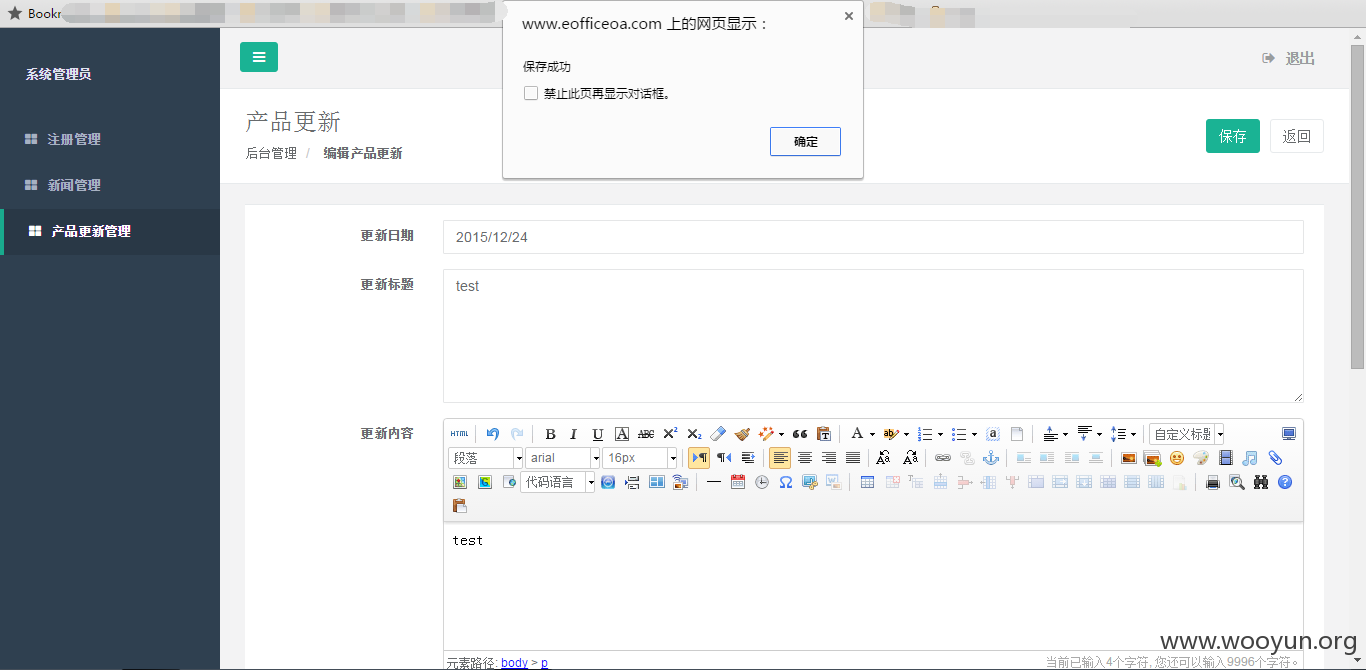 Bookr
www.eofficeoa.com 上的网页显示：
保存成功
禁止此页再显示对话框。
确定
系统管理员
注册管理
新闻管理
产品更新管理
退出
产品更新
后台管理 / 编辑产品更新
保存
返回
更新日期
2015/12/24
更新标题
test
更新内容
HTML
B I U A ABC X² X₂
自定义标题
段落
arial
16px
代码语言
test
元素路径: body > p
当前已输入4个字符, 您还可以输入9996个字符。
www.wooyun.org